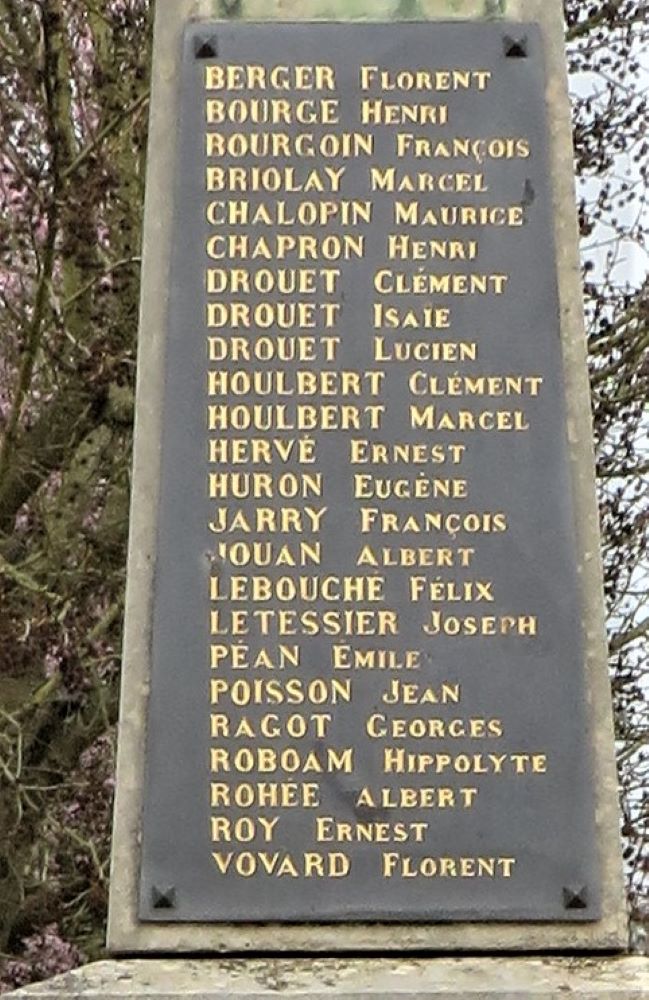 BERGER FLORENT
BOURGE HENRI
BOURGOIN FRANÇOIS
BRIOLAY MARCEL
CHALOPIN MAURICE
CHAPRON HENRI
DROUET CLÉMENT
DROUET ISAÏE
DROUET LUCIEN
HOULBERT CLÉMENT
HOULBERT MARCEL
HERVÉ ERNEST
HURON EUGÈNE
JARRY FRANÇOIS
JOUAN ALBERT
LEBOUCHÉ FÉLIX
LETESSIER JOSEPH
PÉAN ÉMILE
POISSON JEAN
RAGOT GEORGES
ROBOAM HIPPOLYTE
ROHÉE ALBERT
ROY ERNEST
VOVARD FLORENT